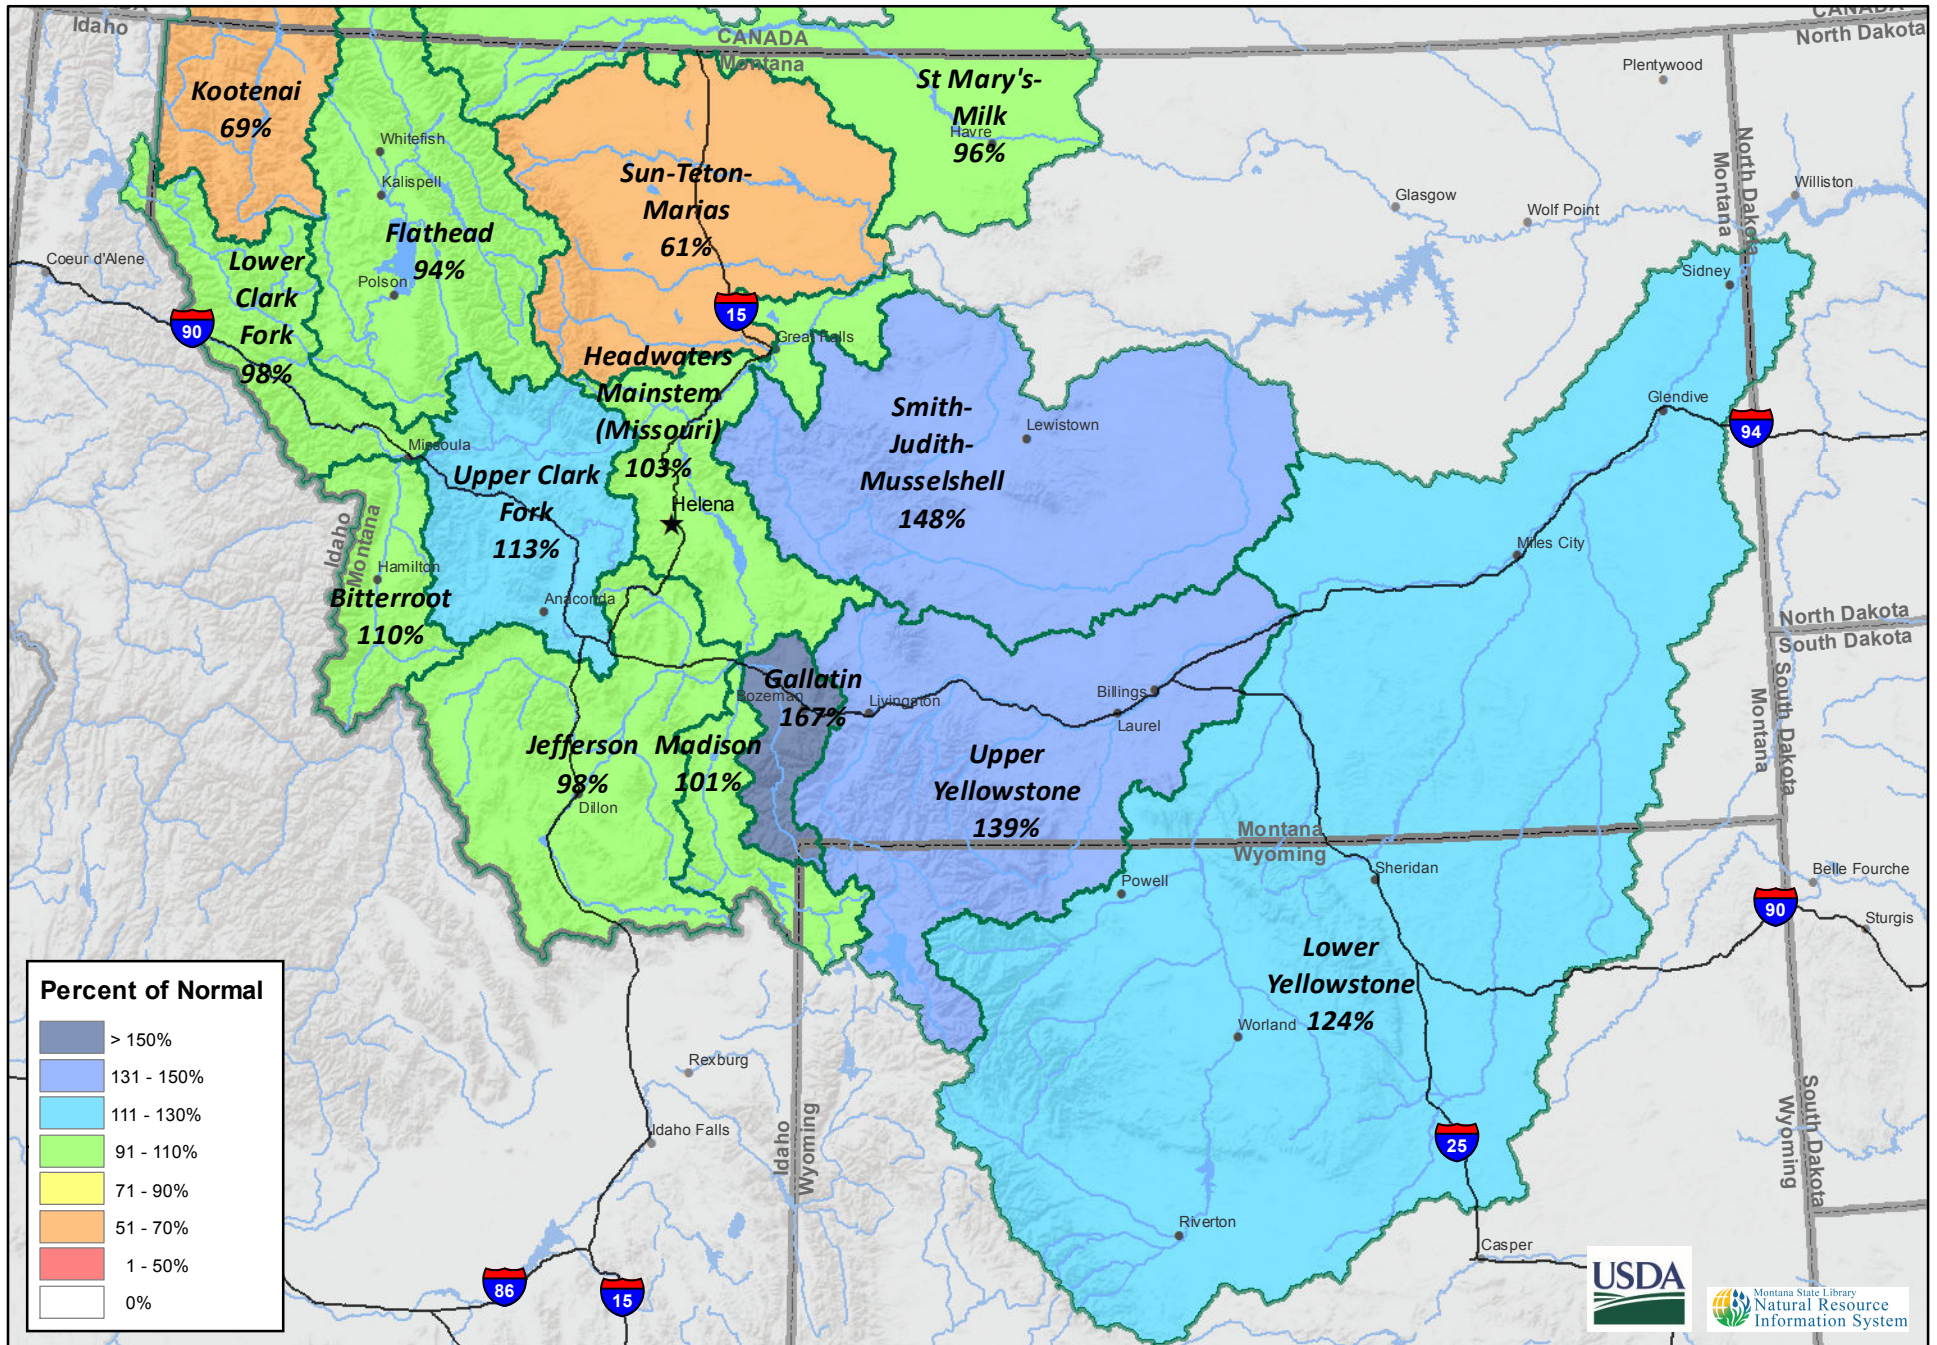 Idaho
CANADA
Montana
CANADA
North Dakota
Kootenai
69%
Whitefish
Kalispell
Flathead
94%
Polson
Sun-Teton-
Marias
61%
St Mary's-
Milk
Havre
96%
Plentywood
Glasgow
Wolf Point
Williston
North Dakota
Montana
Sidney
Coeur d'Alene
90
Lower
Clark
Fork
98%
15
Great Falls
Headwaters
Mainstem
(Missouri)
103%
Helena
Missoula
Upper Clark
Fork
113%
Anaconda
Idaho
Montana
Hamilton
Bitterroot
110%
Smith-
Judith-
Musselshell
148%
Lewistown
Glendive
94
Miles City
North Dakota
South Dakota
South Dakota
Montana
Gallatin
167%
Bozeman
Livingston
Billings
Laurel
Jefferson
98%
Dillon
Madison
101%
Upper
Yellowstone
139%
Montana
Wyoming
Powell
Sheridan
Belle Fourche
90
Sturgis
Lower
Yellowstone
124%
Worland
Riverton
25
Casper
South Dakota
Wyoming
Idaho
Wyoming
Rexburg
Idaho Falls
86
15
Percent of Normal
> 150%
131 - 150%
111 - 130%
91 - 110%
71 - 90%
51 - 70%
1 - 50%
0%
USDA
Montana State Library
Natural Resource
Information System